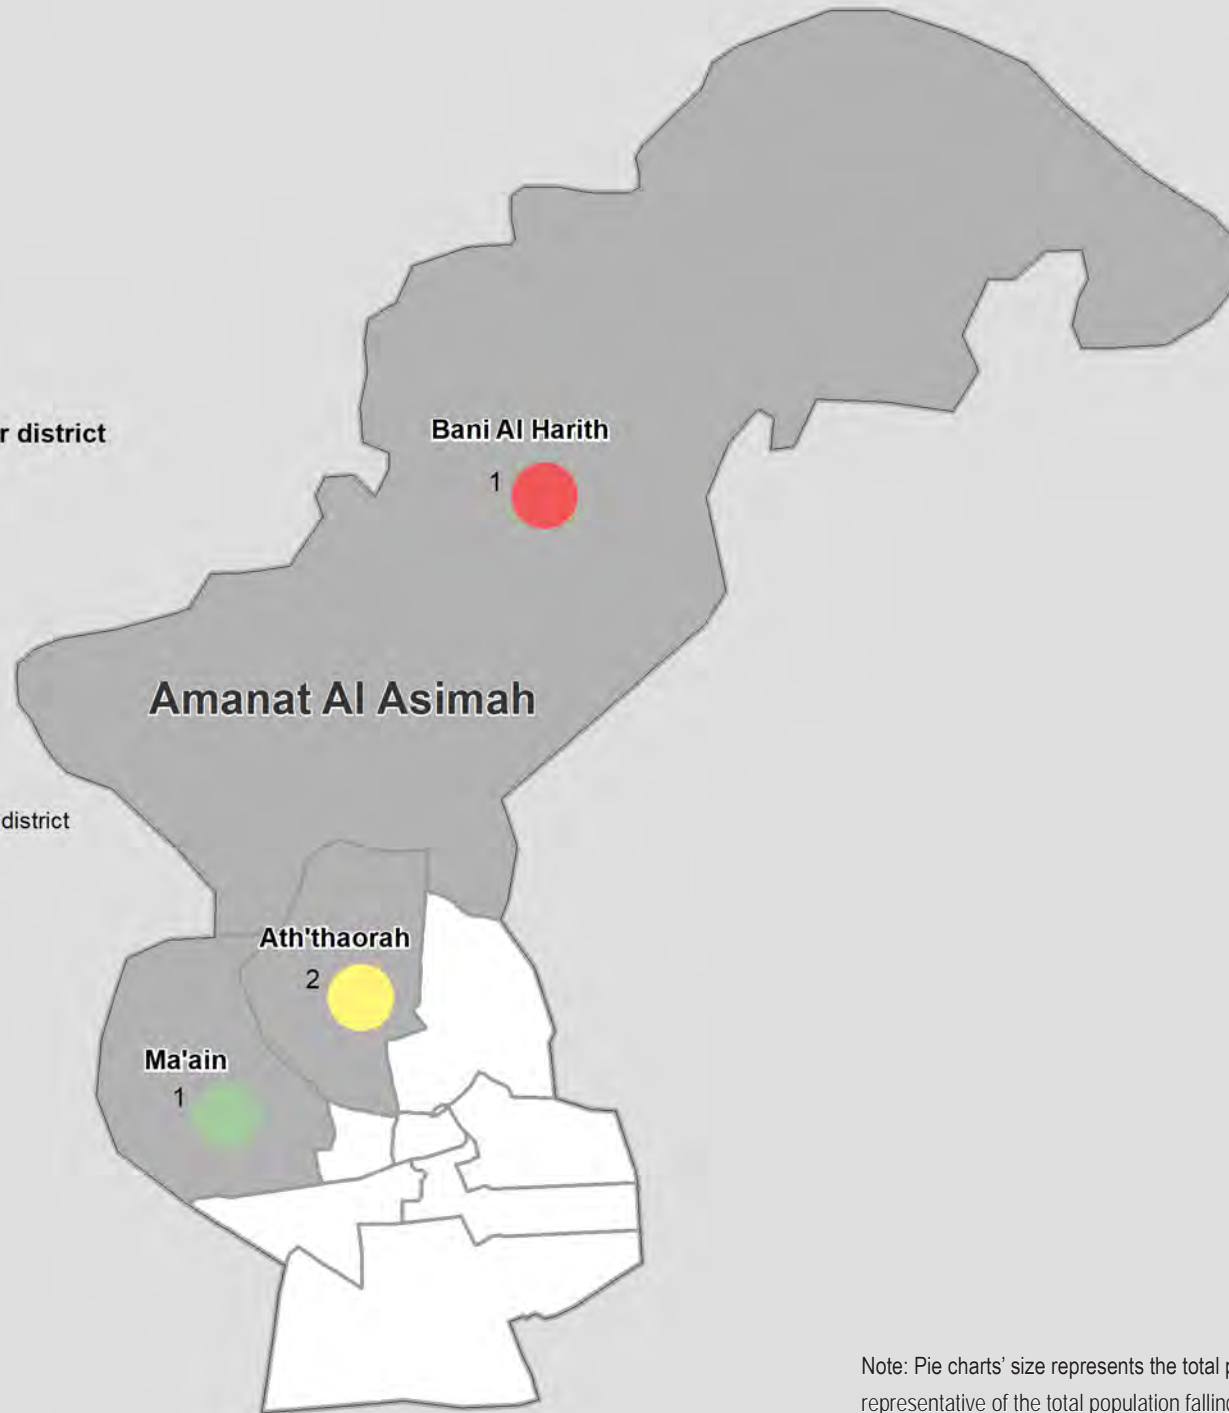 r district
Bani Al Harith
1
Amanat Al Asimah
district
Ath'thaorah
2
Ma'ain
1
Note: Pie charts’ size represents the total
representative of the total population